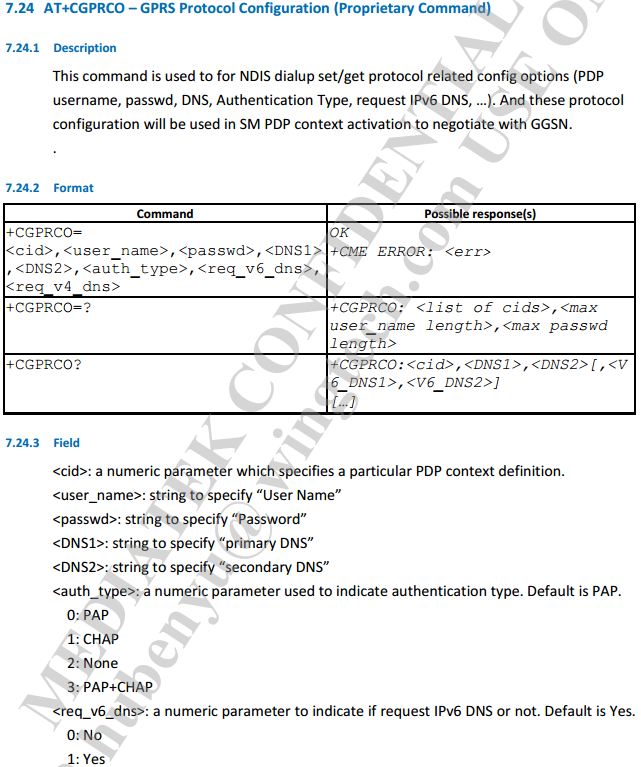 7.24 AT+CGPRCO – GPRS Protocol Configuration (Proprietary Command)
7.24.1 Description
This command is used to for NDIS dialup set/get protocol related config options (PDP
username, passwd, DNS, Authentication Type, request IPv6 DNS, …). And these protocol
configuration will be used in SM PDP context activation to negotiate with GGSN.
.
7.24.2 Format
Command Possible response(s)
+CGPRCO=
<cid>,<user_name>,<passwd>,<DNS1>
,<DNS2>,<auth_type>,<req_v6_dns>,
<req_v4_dns>
OK
+CME ERROR: <err>
+CGPRCO=?
+CGPRCO: <list of cids>,<max
user_name length>,<max passwd
length>
+CGPRCO?
+CGPRCO:<cid>,<DNS1>,<DNS2>[,<V
6_DNS1>,<V6_DNS2>]
[…]
7.24.3 Field
<cid>: a numeric parameter which specifies a particular PDP context definition.
<user_name>: string to specify “User Name”
<passwd>: string to specify “Password”
<DNS1>: string to specify “primary DNS”
<DNS2>: string to specify “secondary DNS”
<auth_type>: a numeric parameter used to indicate authentication type. Default is PAP.
0: PAP
1: CHAP
2: None
3: PAP+CHAP
<req_v6_dns>: a numeric parameter to indicate if request IPv6 DNS or not. Default is Yes.
0: No
1: Yes
MEDIATEK CONFIDENTIAL
hubenyu@wingtech.com USE O